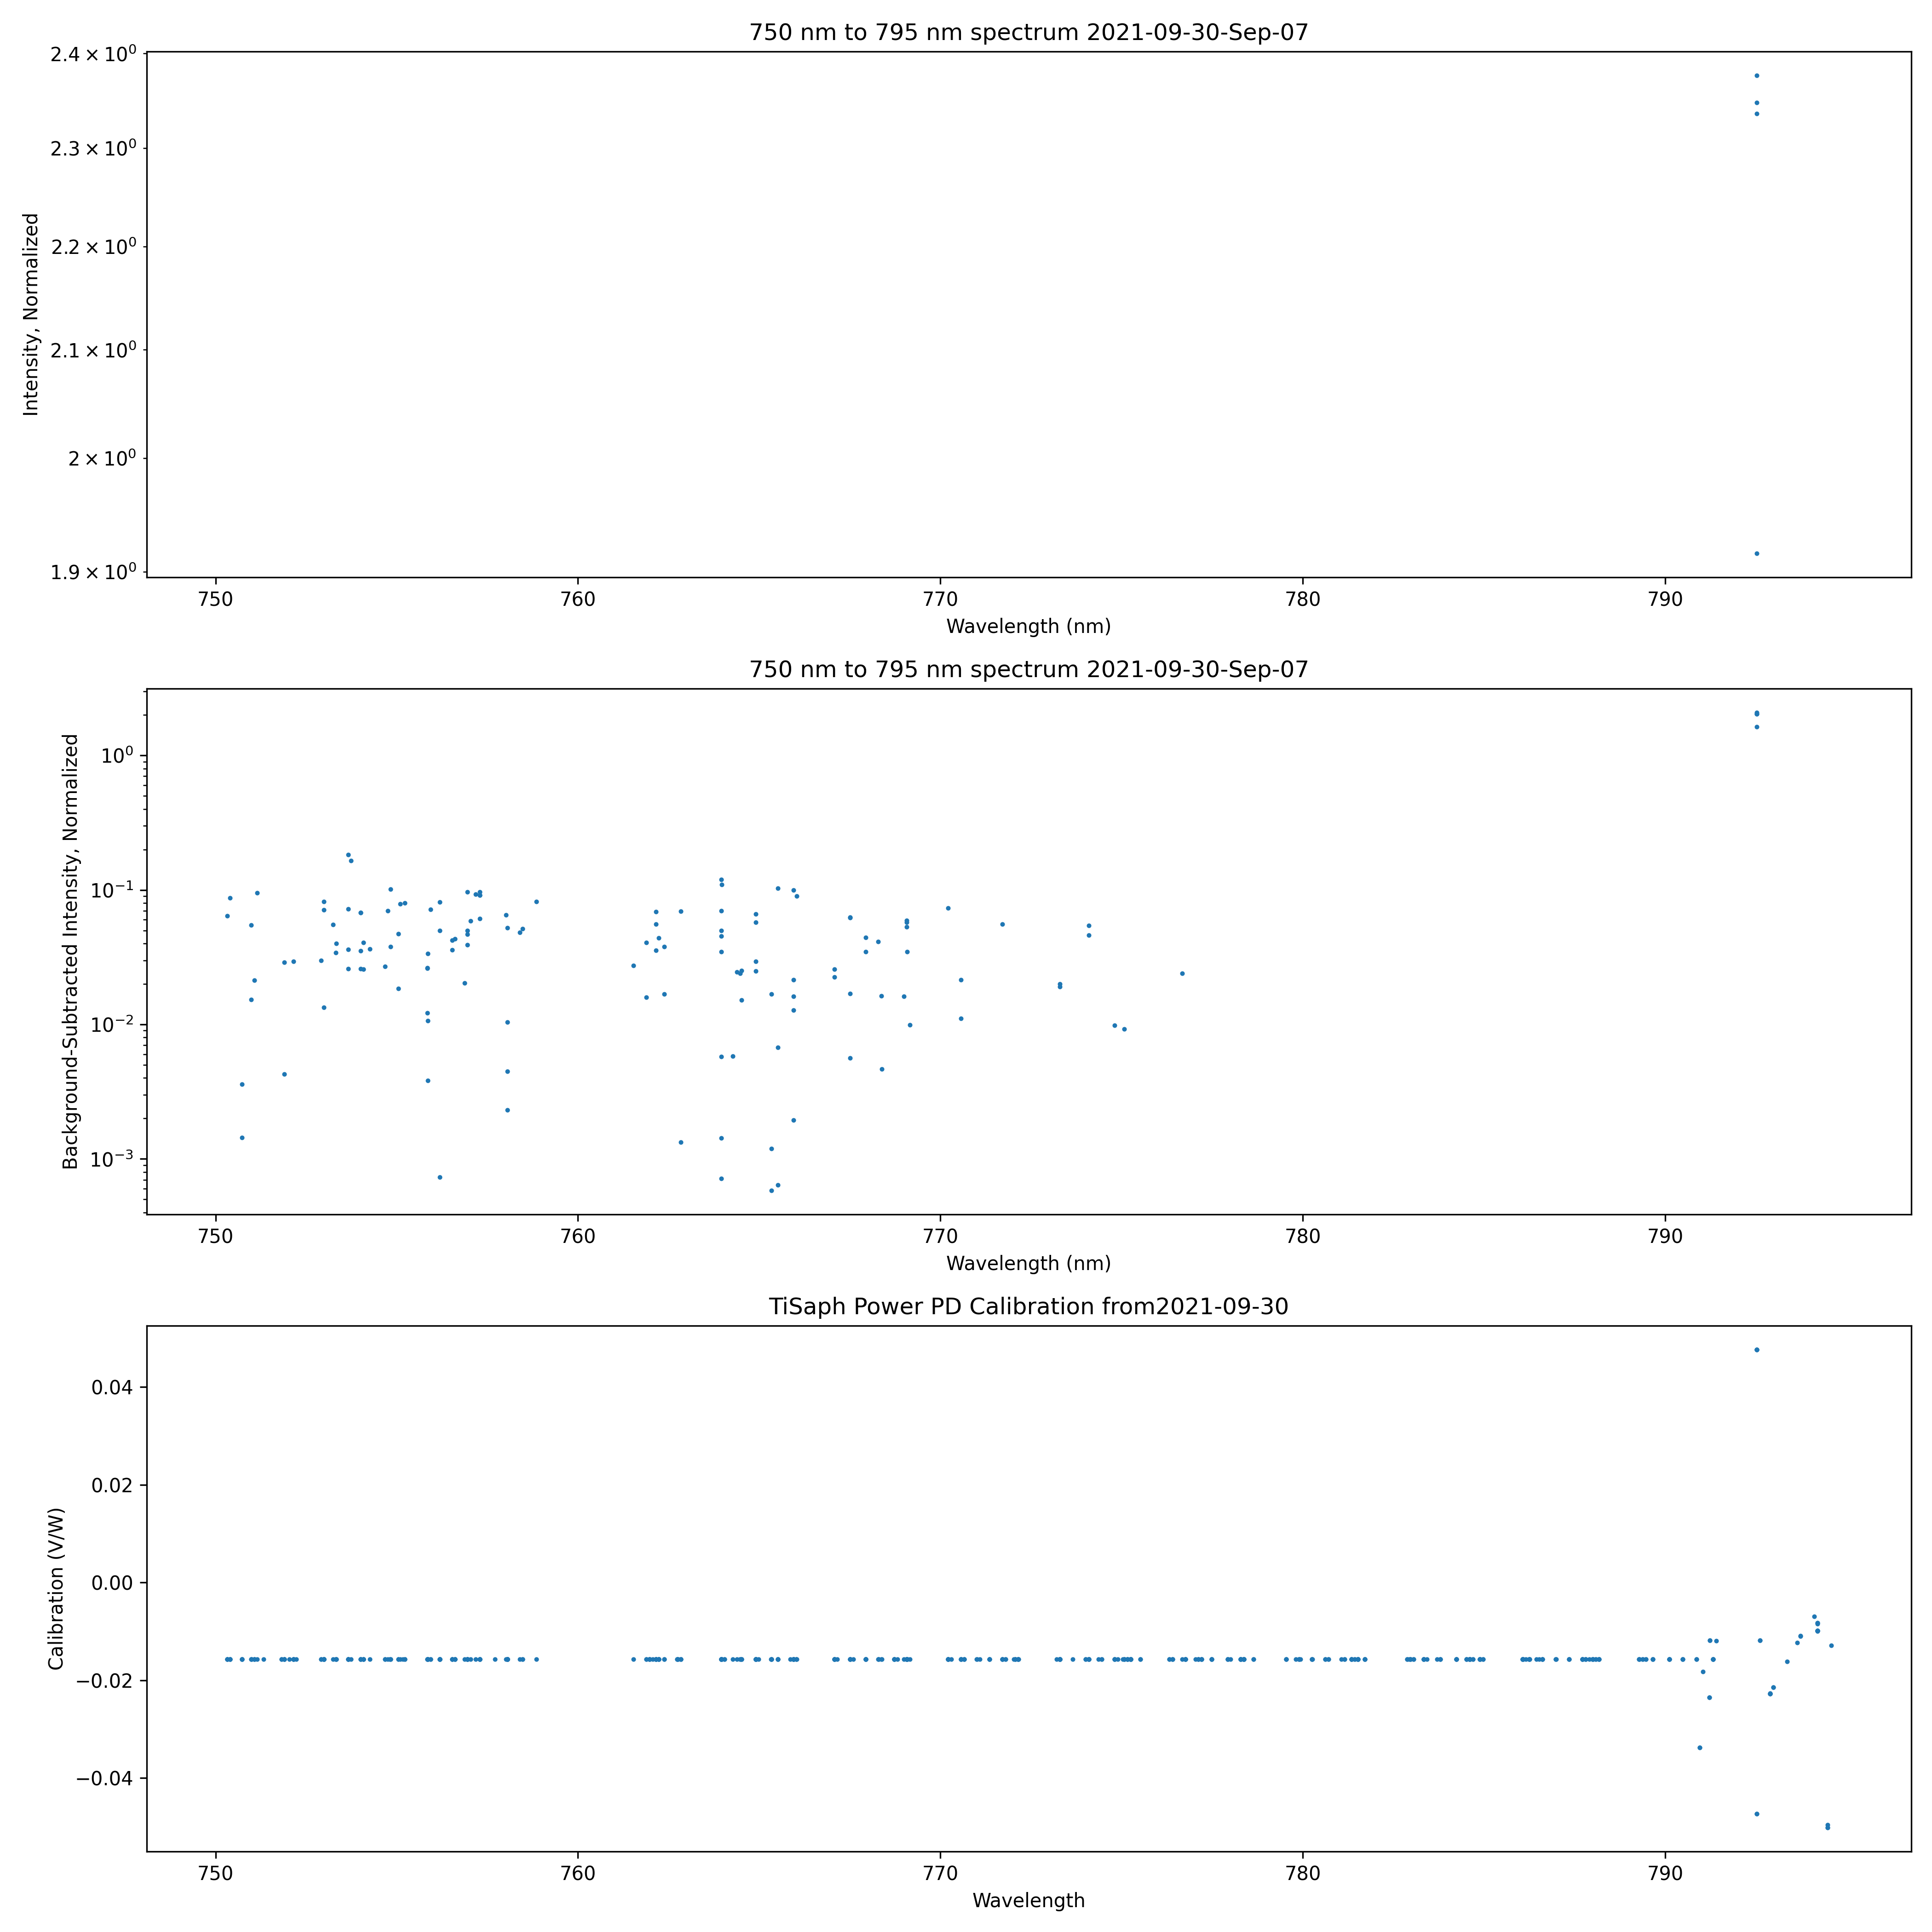 750 nm to 795 nm spectrum 2021-09-30-Sep-07
Intensity, Normalized
2.4 × 10⁰
2.3 × 10⁰
2.2 × 10⁰
2.1 × 10⁰
2 × 10⁰
1.9 × 10⁰
750 760 770 780 790
Wavelength (nm)
750 nm to 795 nm spectrum 2021-09-30-Sep-07
Background-Subtracted Intensity, Normalized
10⁰
10⁻¹
10⁻²
10⁻³
750 760 770 780 790
Wavelength (nm)
TiSaph Power PD Calibration from2021-09-30
Calibration (V/W)
0.04
0.02
0.00
−0.02
−0.04
750 760 770 780 790
Wavelength